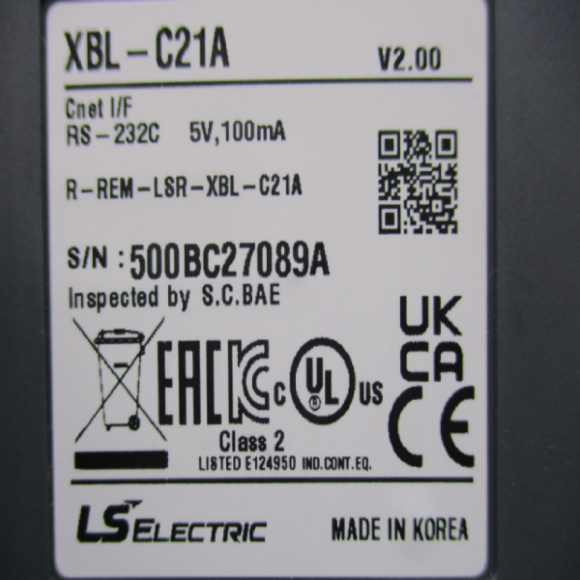 XBL-C21A V2.00
Cnet I/F
RS-232C 5V,100mA
R-REM-LSR-XBL-C21A
S/N : 500BC27089A
Inspected by S.C.BAE
UK
CA
EAC KC c UL ® US CE
Class 2
LISTED E124950 IND.CONT.EQ.
LS ELECTRIC MADE IN KOREA